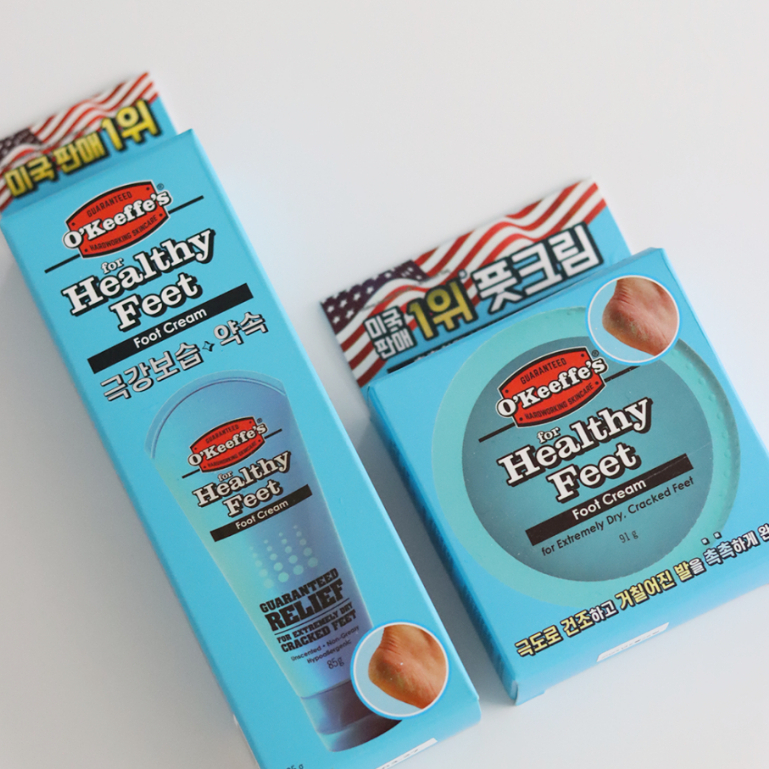 미국 판매 1위
GUARANTEED
O'Keeffe's®
HARDWORKING SKINCARE
for
Healthy
Feet
Foot Cream
극강보습 약속
GUARANTEED
O'Keeffe's®
HARDWORKING SKINCARE
for
Healthy
Feet
Foot Cream
GUARANTEED
RELIEF
FOR EXTREMELY DRY
CRACKED FEET
Unscented • Non-Greasy
Hypoallergenic
85g
미국
판매 1위 풋크림
GUARANTEED
O'Keeffe's®
HARDWORKING SKINCARE
for
Healthy
Feet
Foot Cream
for Extremely Dry, Cracked Feet
91 g
극도로 건조하고 거칠어진 발을 촉촉하게